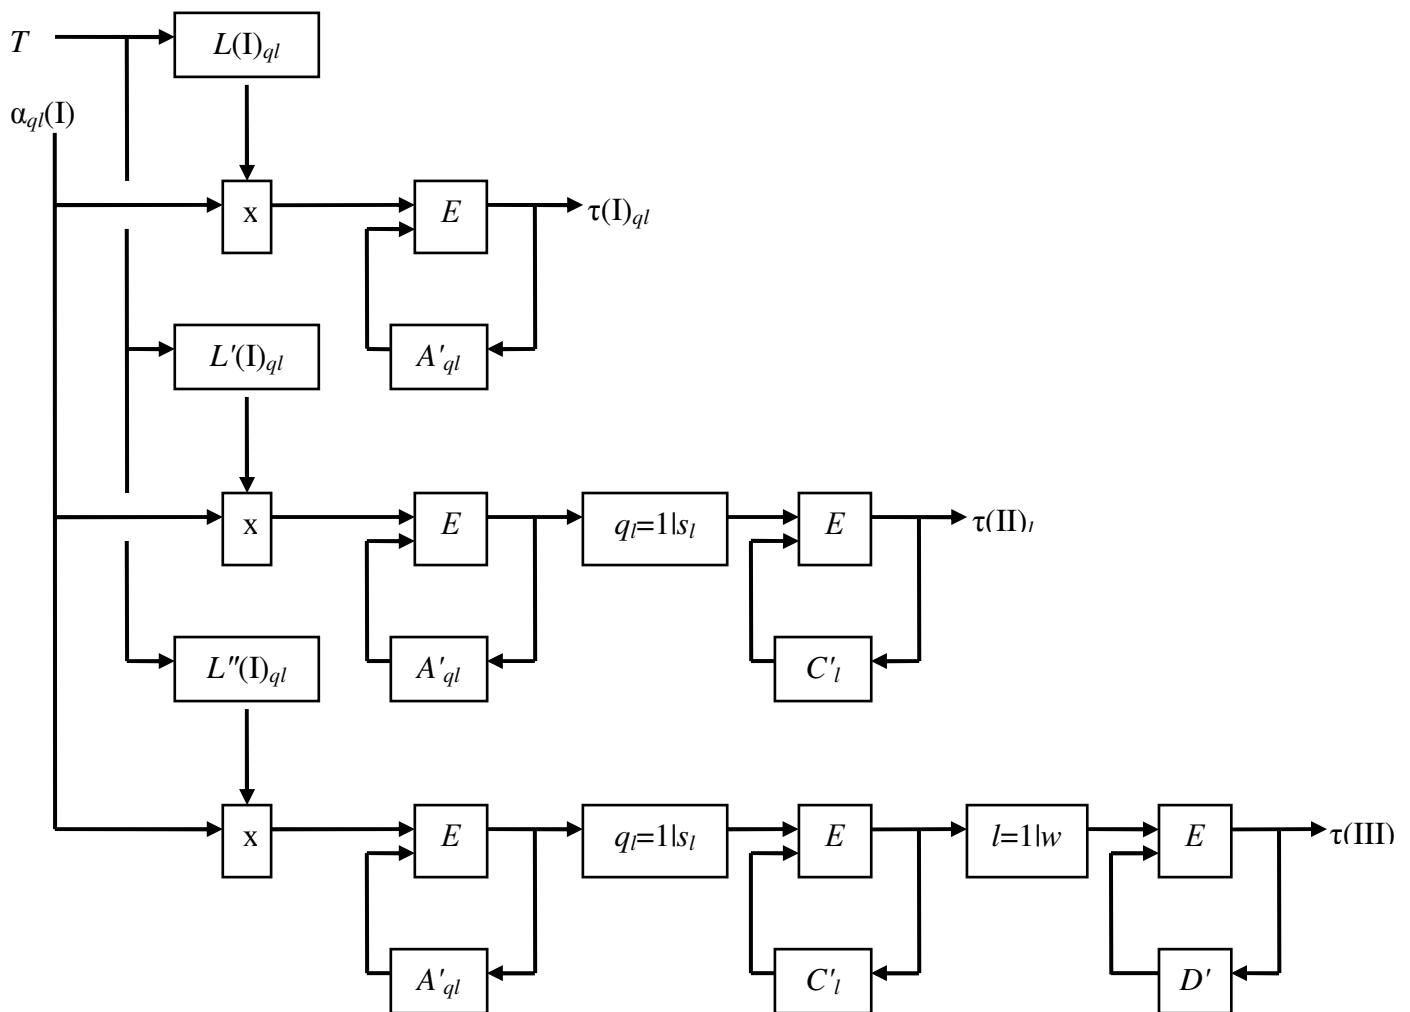 T
L(I)ql
αql(I)
x
E
τ(I)ql
L'(I)ql
A'ql
x
E
ql=1|sl
E
τ(II)l
L''(I)ql
A'ql
C'l
x
E
ql=1|sl
E
l=1|w
E
τ(III)
A'ql
C'l
D'